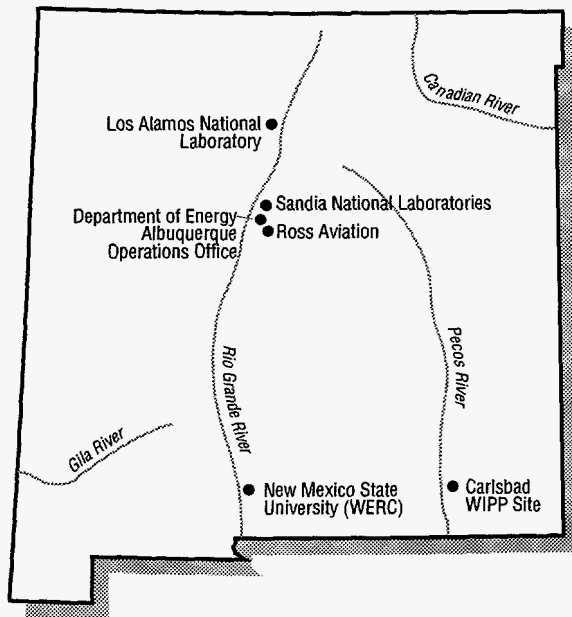 Canadian River
Los Alamos National
Laboratory
Sandia National Laboratories
Department of Energy
Albuquerque
Operations Office
Ross Aviation
Rio Grande River
Pecos River
Gila River
New Mexico State
University (WERC)
Carlsbad
WIPP Site